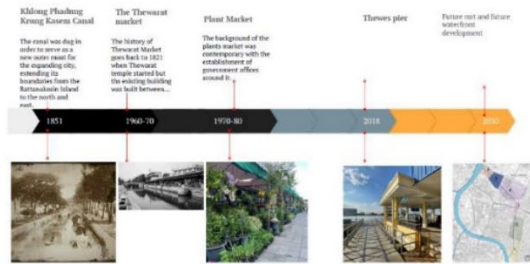 Khlong Phadung
Krung Kasem Canal
The canal was dug in
order to serve as a
new outer moat for
the expanding city,
extending its
boundaries from the
Rattanakosin Island
to the north and
east.
The Thewarat
market
The history of
Thewarat Market
goes back to 1821
when Thewarat
temple started but
the existing building
was built between...
Plant Market
The background of the
plants market was
contemporary with the
establishment of
government offices
around it.
Thewes pier
Future out and future
waterfront
development
1851
1960-70
1970-80
2018